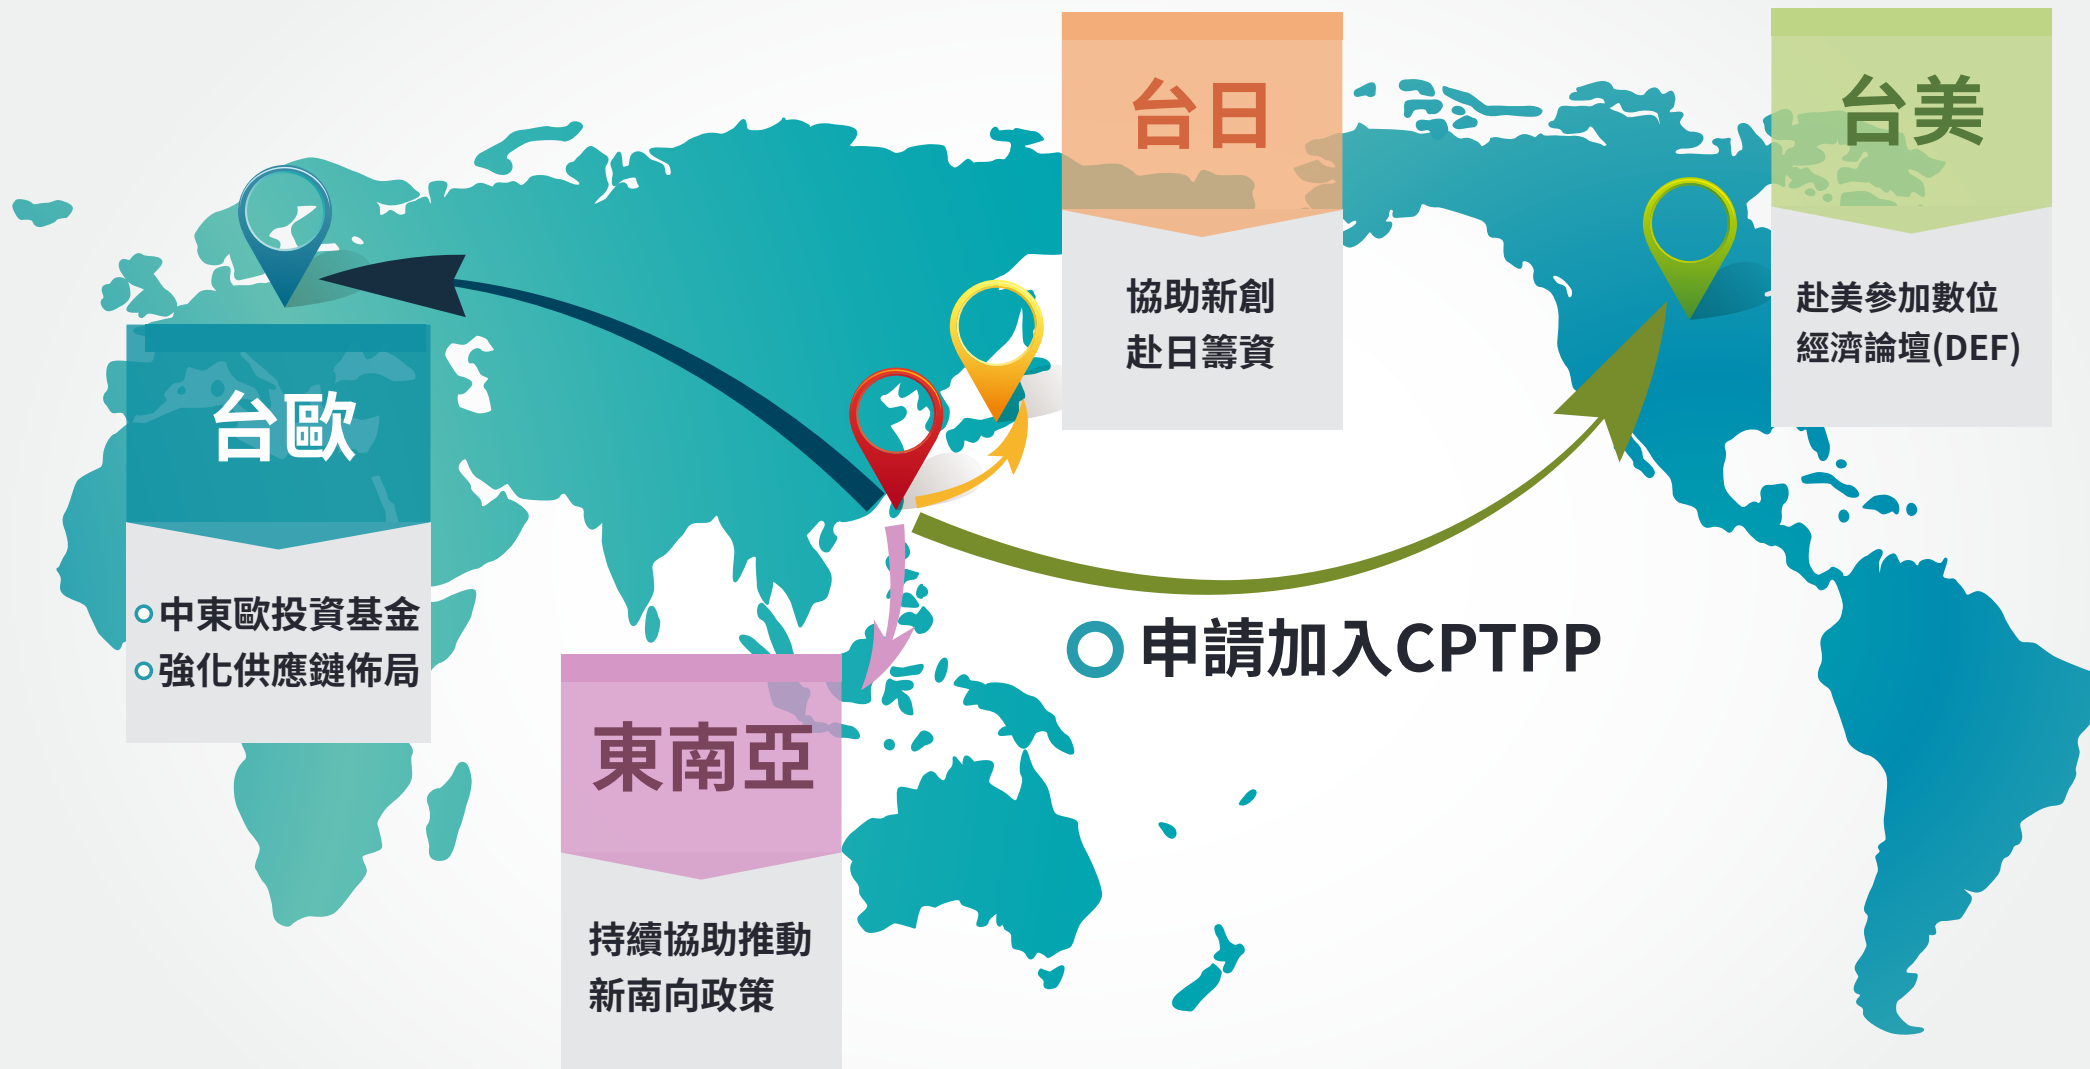 台歐
中東歐投資基金
強化供應鏈佈局
東南亞
持續協助推動
新南向政策
台日
協助新創
赴日籌資
台美
赴美參加數位
經濟論壇(DEF)
申請加入CPTPP